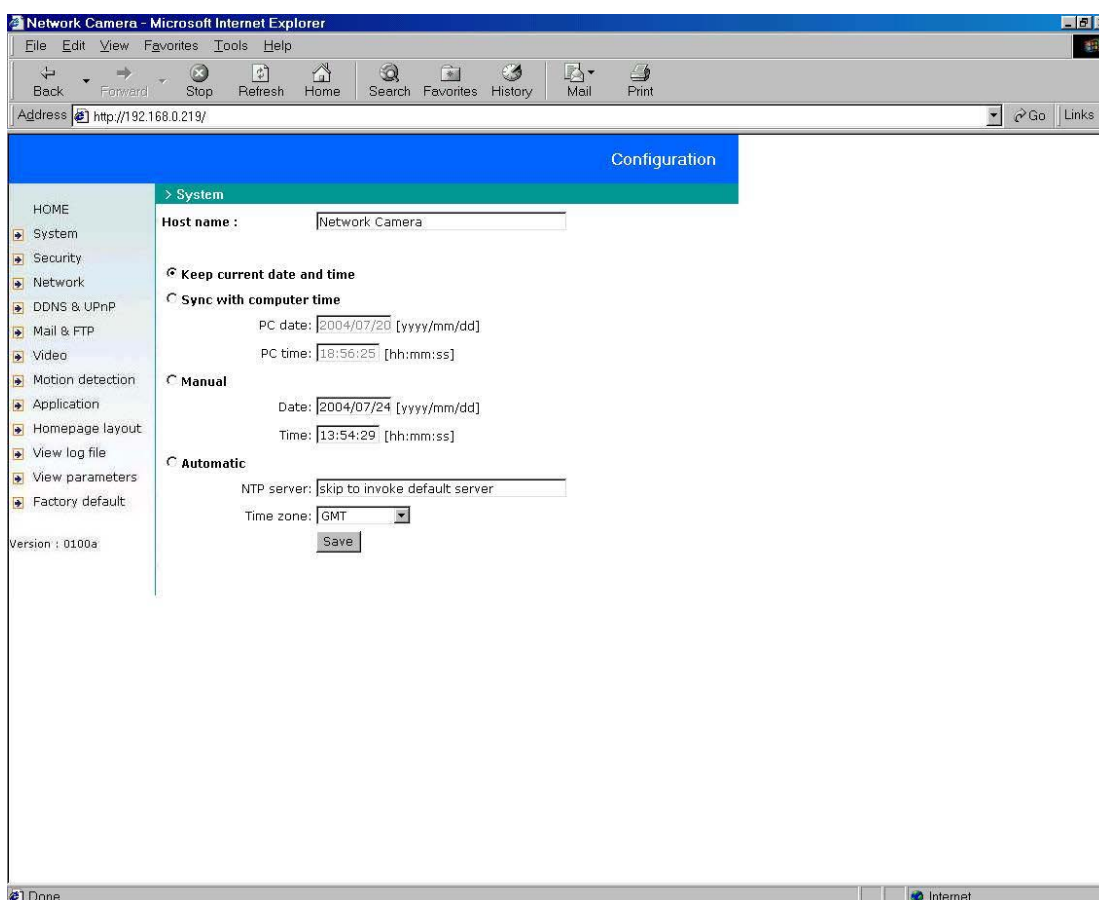 Network Camera - Microsoft Internet Explorer
File Edit View Favorites Tools Help
Back Forward Stop Refresh Home Search Favorites History Mail Print
Address http://192.168.0.219/ Go Links
Configuration
> System
HOME
System
Security
Network
DDNS & UPnP
Mail & FTP
Video
Motion detection
Application
Homepage layout
View log file
View parameters
Factory default
Version : 0100a
Host name : Network Camera
Keep current date and time
Sync with computer time
PC date: 2004/07/20 [yyyy/mm/dd]
PC time: 18:56:25 [hh:mm:ss]
Manual
Date: 2004/07/24 [yyyy/mm/dd]
Time: 13:54:29 [hh:mm:ss]
Automatic
NTP server: skip to invoke default server
Time zone: GMT
Save
Done Internet